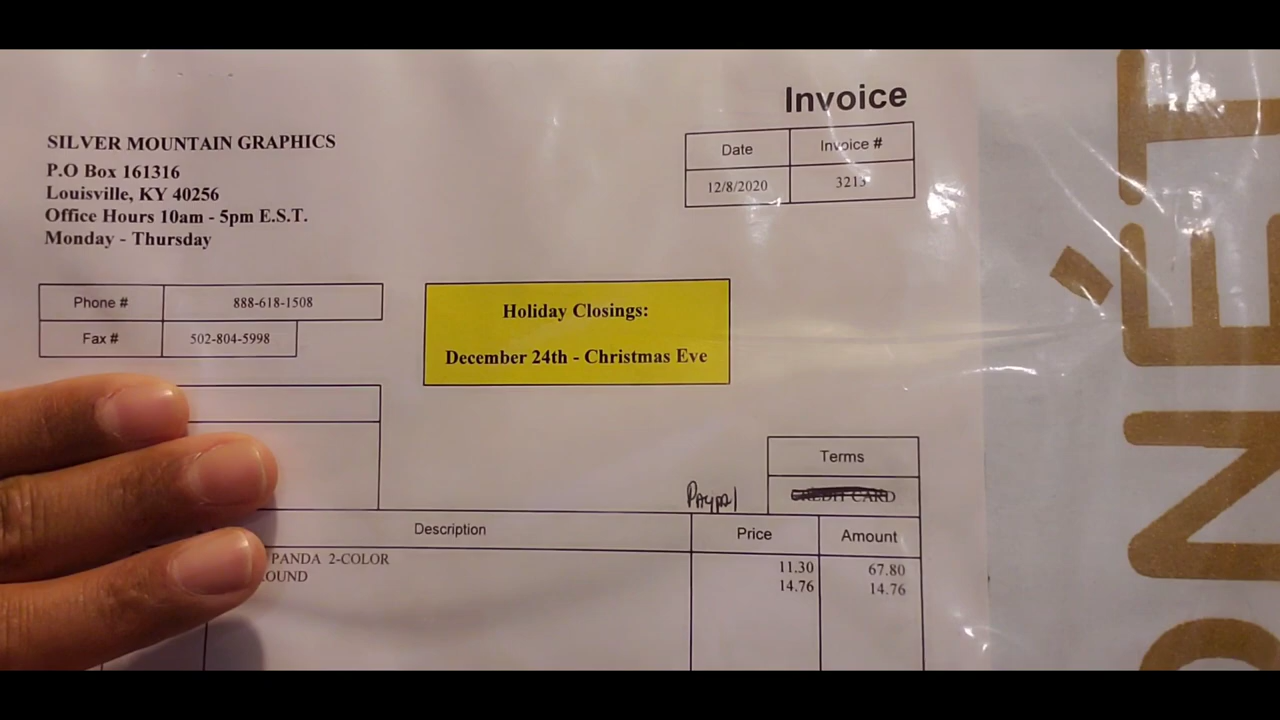 Invoice
SILVER MOUNTAIN GRAPHICS
P.O Box 161316
Louisville, KY 40256
Office Hours 10am - 5pm E.S.T.
Monday - Thursday
Date Invoice #
12/8/2020 3213
Phone # 888-618-1508
Fax # 502-804-5998
Holiday Closings:
December 24th - Christmas Eve
Terms
Paypal CREDIT CARD
Description Price Amount
PANDA 2-COLOR 11.30 67.80
14.76 14.76